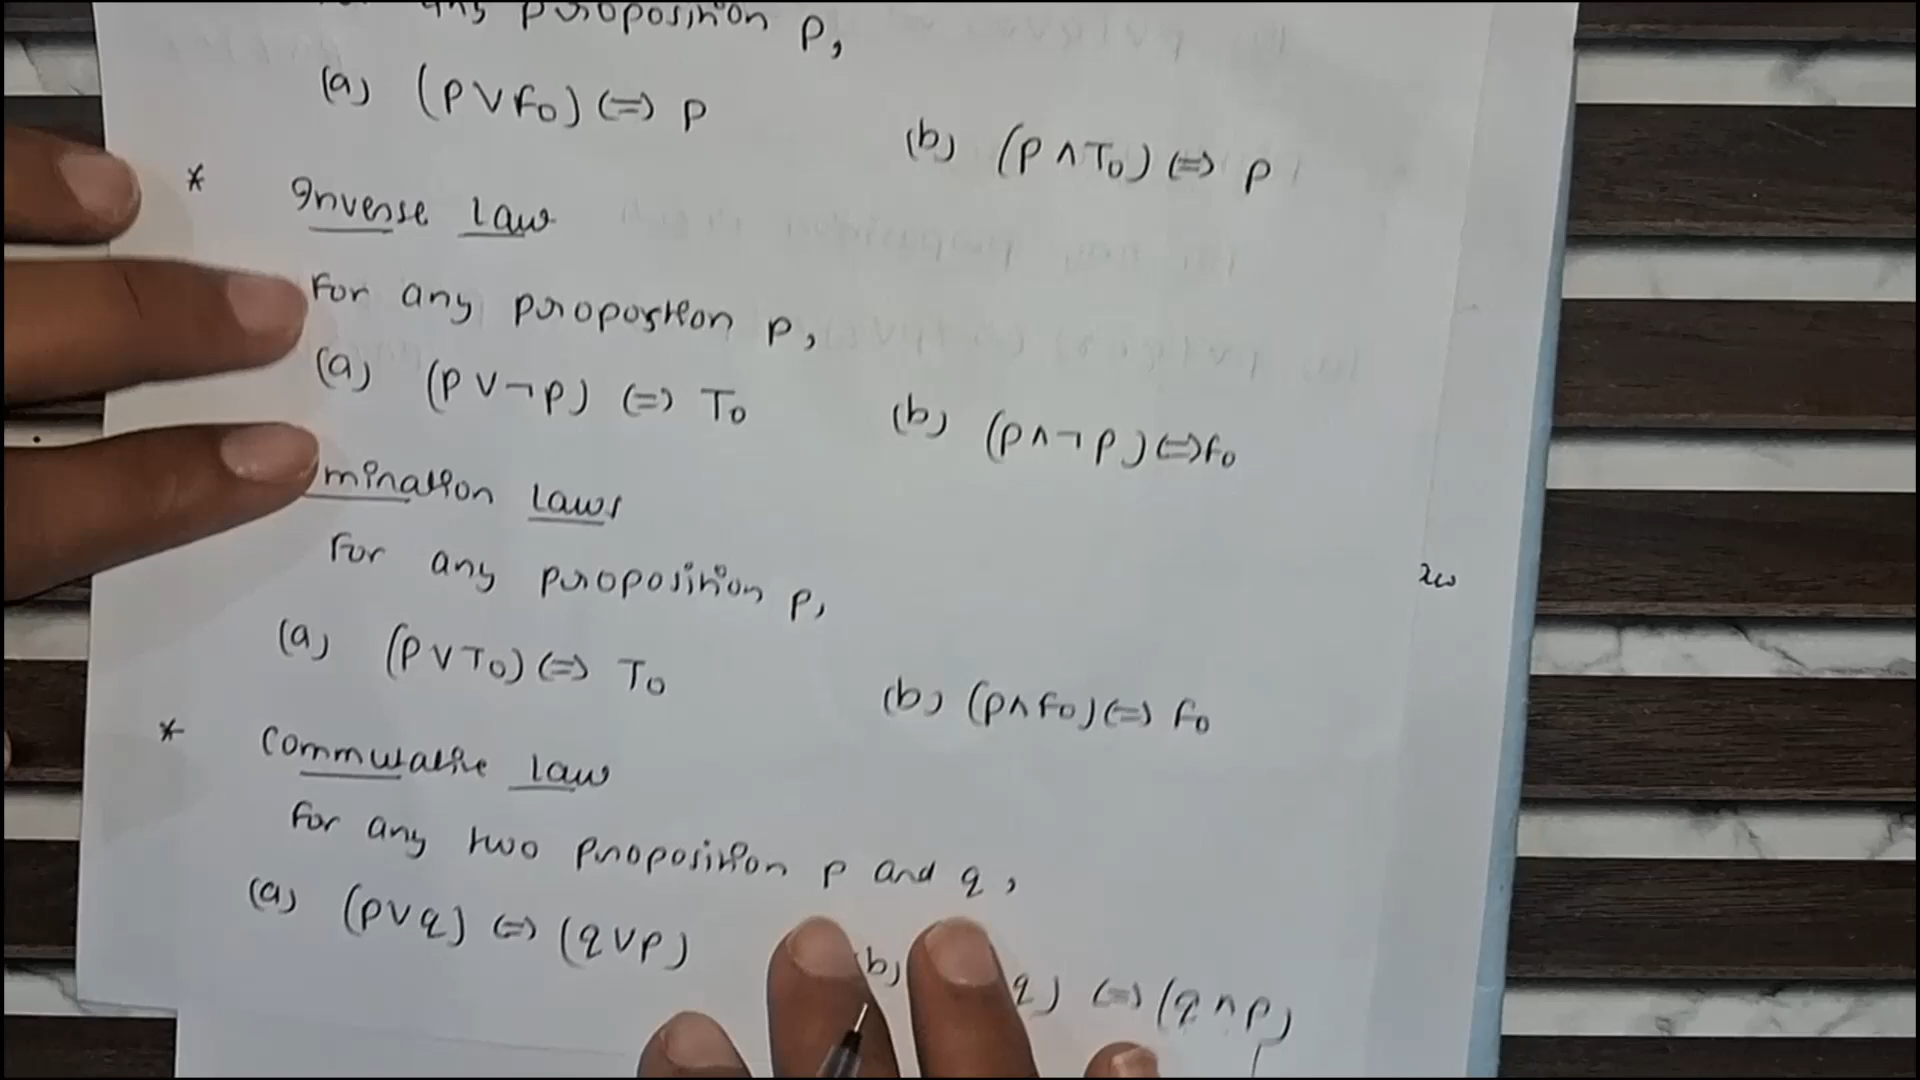 any proposition p,
(a) (p ∨ F₀) ⟺ p (b) (p ∧ T₀) ⟺ p
* Inverse law
For any proposition p,
(a) (p ∨ ¬p) ⟺ T₀ (b) (p ∧ ¬p) ⟺ F₀
mination Laws
For any proposition p,
(a) (p ∨ T₀) ⟺ T₀ (b) (p ∧ F₀) ⟺ F₀
* Commutative law
For any two proposition p and q,
(a) (p ∨ q) ⟺ (q ∨ p) (b) q) ⟺ (q ∧ p)